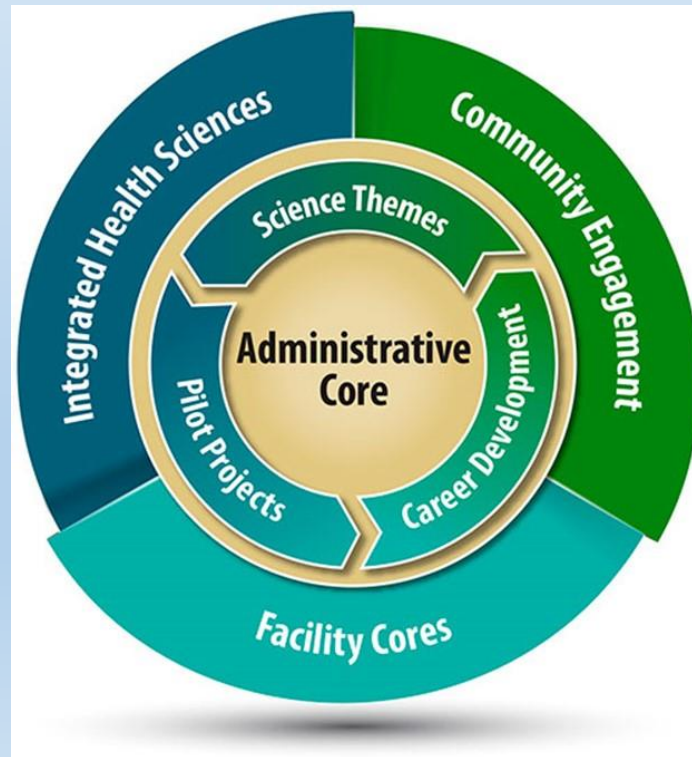 Integrated Health Sciences
Community Engagement
Science Themes
Administrative
Core
Pilot Projects
Career Development
Facility Cores